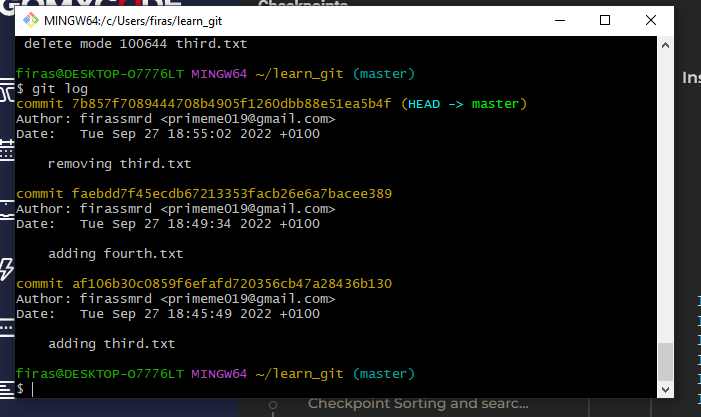 GOMYCODE
Checkpoints
MINGW64:/c/Users/firas/learn_git
delete mode 100644 third.txt
firas@DESKTOP-O7776LT MINGW64 ~/learn_git (master)
$ git log
commit 7b857f7089444708b4905f1260dbb88e51ea5b4f (HEAD -> master)
Author: firassmrd <primeme019@gmail.com>
Date:   Tue Sep 27 18:55:02 2022 +0100
removing third.txt
commit faebdd7f45ecdb67213353facb26e6a7bacee389
Author: firassmrd <primeme019@gmail.com>
Date:   Tue Sep 27 18:49:34 2022 +0100
adding fourth.txt
commit af106b30c0859f6efafd720356cb47a28436b130
Author: firassmrd <primeme019@gmail.com>
Date:   Tue Sep 27 18:45:49 2022 +0100
adding third.txt
firas@DESKTOP-O7776LT MINGW64 ~/learn_git (master)
$
Checkpoint Sorting and searc...